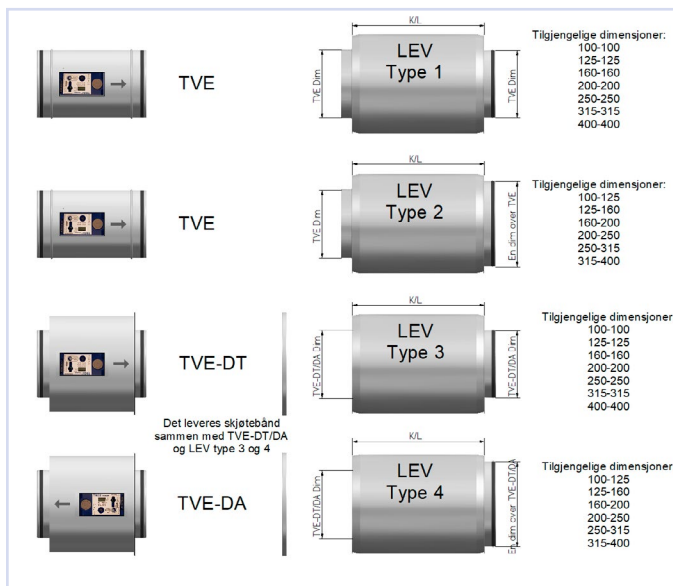 TVE
K/L
LEV
Type 1
TVE Dim
TVE Dim
Tilgjengelige dimensjoner:
100-100
125-125
160-160
200-200
250-250
315-315
400-400
TVE
K/L
LEV
Type 2
TVE Dim
En dim over TVE
Tilgjengelige dimensjoner:
100-125
125-160
160-200
200-250
250-315
315-400
TVE-DT
K/L
LEV
Type 3
TVE-DT/DA Dim
TVE-DT/DA Dim
Tilgjengelige dimensjoner
100-100
125-125
160-160
200-200
250-250
315-315
400-400
Det leveres skjøtebånd
sammen med TVE-DT/DA
og LEV type 3 og 4
TVE-DA
K/L
LEV
Type 4
TVE-DT/DA Dim
En dim over TVE-DT/DA
Tilgjengelige dimensjoner
100-125
125-160
160-200
200-250
250-315
315-400